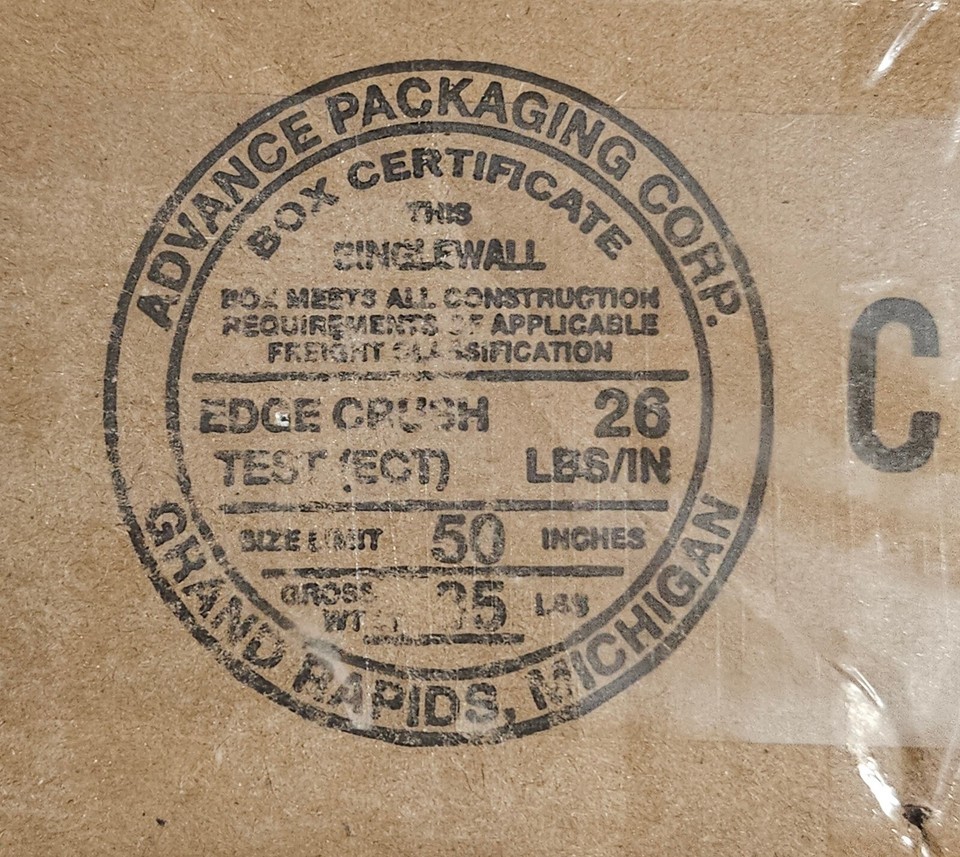 ADVANCE PACKAGING CORP.
BOX CERTIFICATE
THIS
SINGLEWALL
BOX MEETS ALL CONSTRUCTION
REQUIREMENTS OF APPLICABLE
FREIGHT CLASSIFICATION
EDGE CRUSH 26
TEST (ECT) LBS/IN
SIZE LIMIT 50 INCHES
GROSS
WT 35 LBS
GRAND RAPIDS, MICHIGAN
C